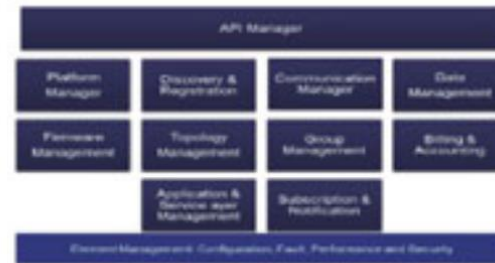 API Manager
Platform
Manager
Discovery &
Registration
Communication
Manager
Data
Management
Firmware
Management
Topology
Management
Group
Management
Billing &
Accounting
Application &
Service ayer
Management
Subscription &
Notification
Element Management: Configuration, Fault, Performance and Security